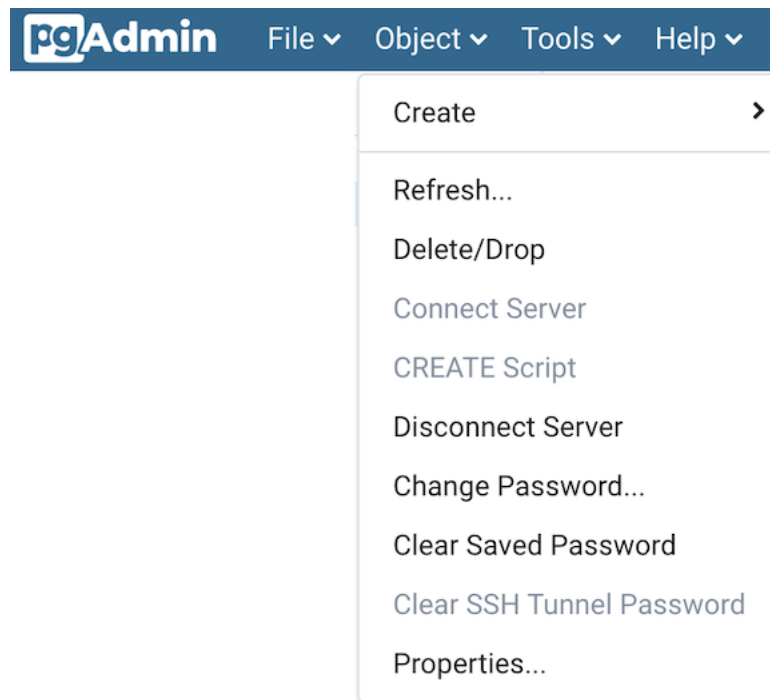 pgAdmin File Object Tools Help
Create
Refresh...
Delete/Drop
Connect Server
CREATE Script
Disconnect Server
Change Password...
Clear Saved Password
Clear SSH Tunnel Password
Properties...